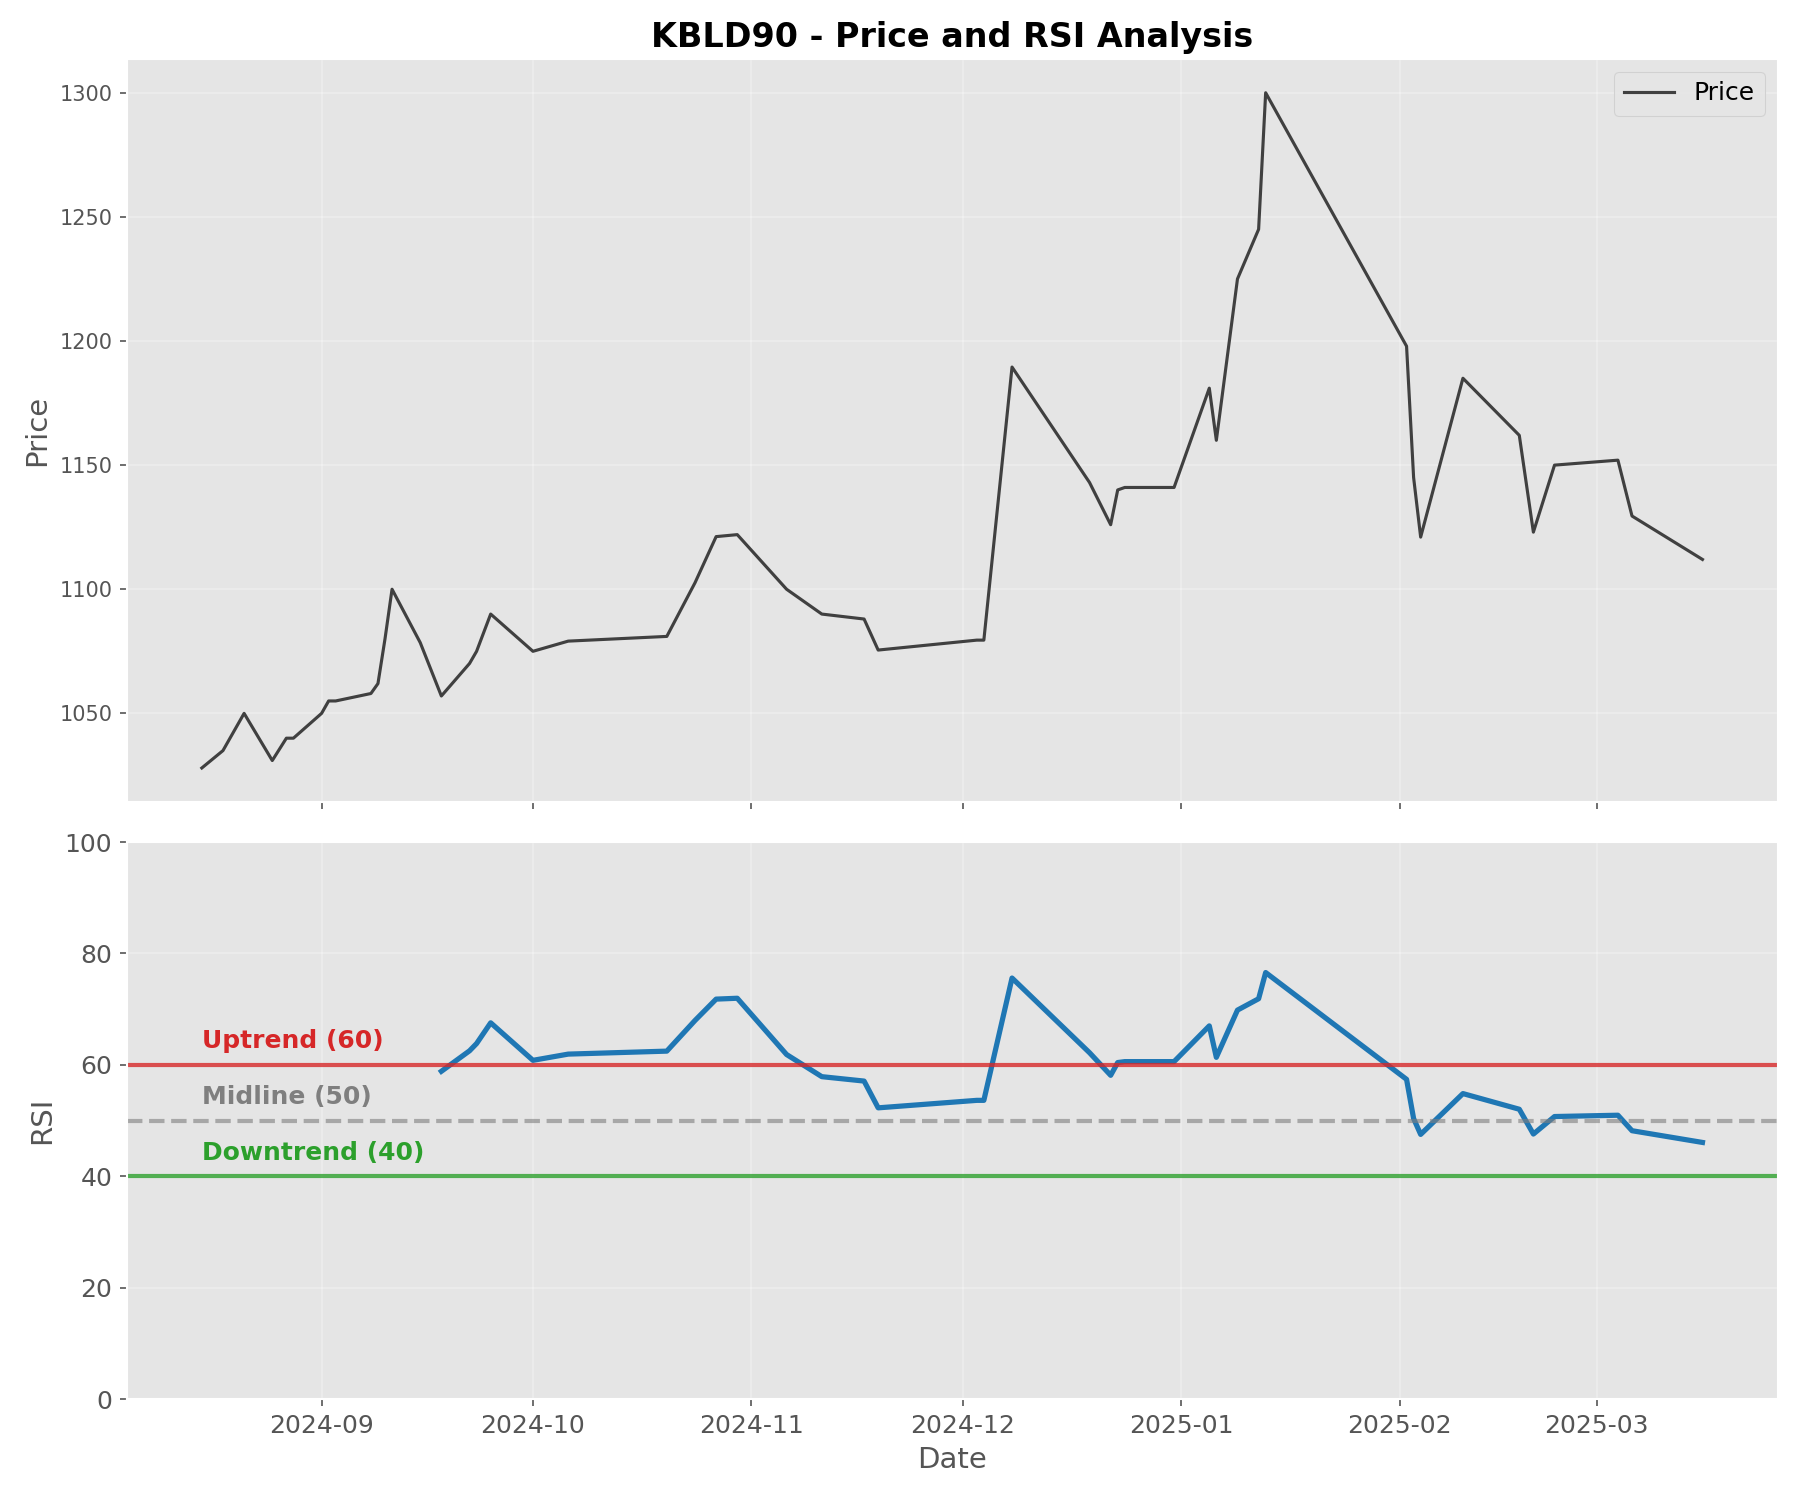 KBLD90 - Price and RSI Analysis
Price
1300
1250
1200
1150
1100
1050
Price
100
80
60
40
20
0
RSI
Uptrend (60)
Midline (50)
Downtrend (40)
2024-09
2024-10
2024-11
2024-12
2025-01
2025-02
2025-03
Date